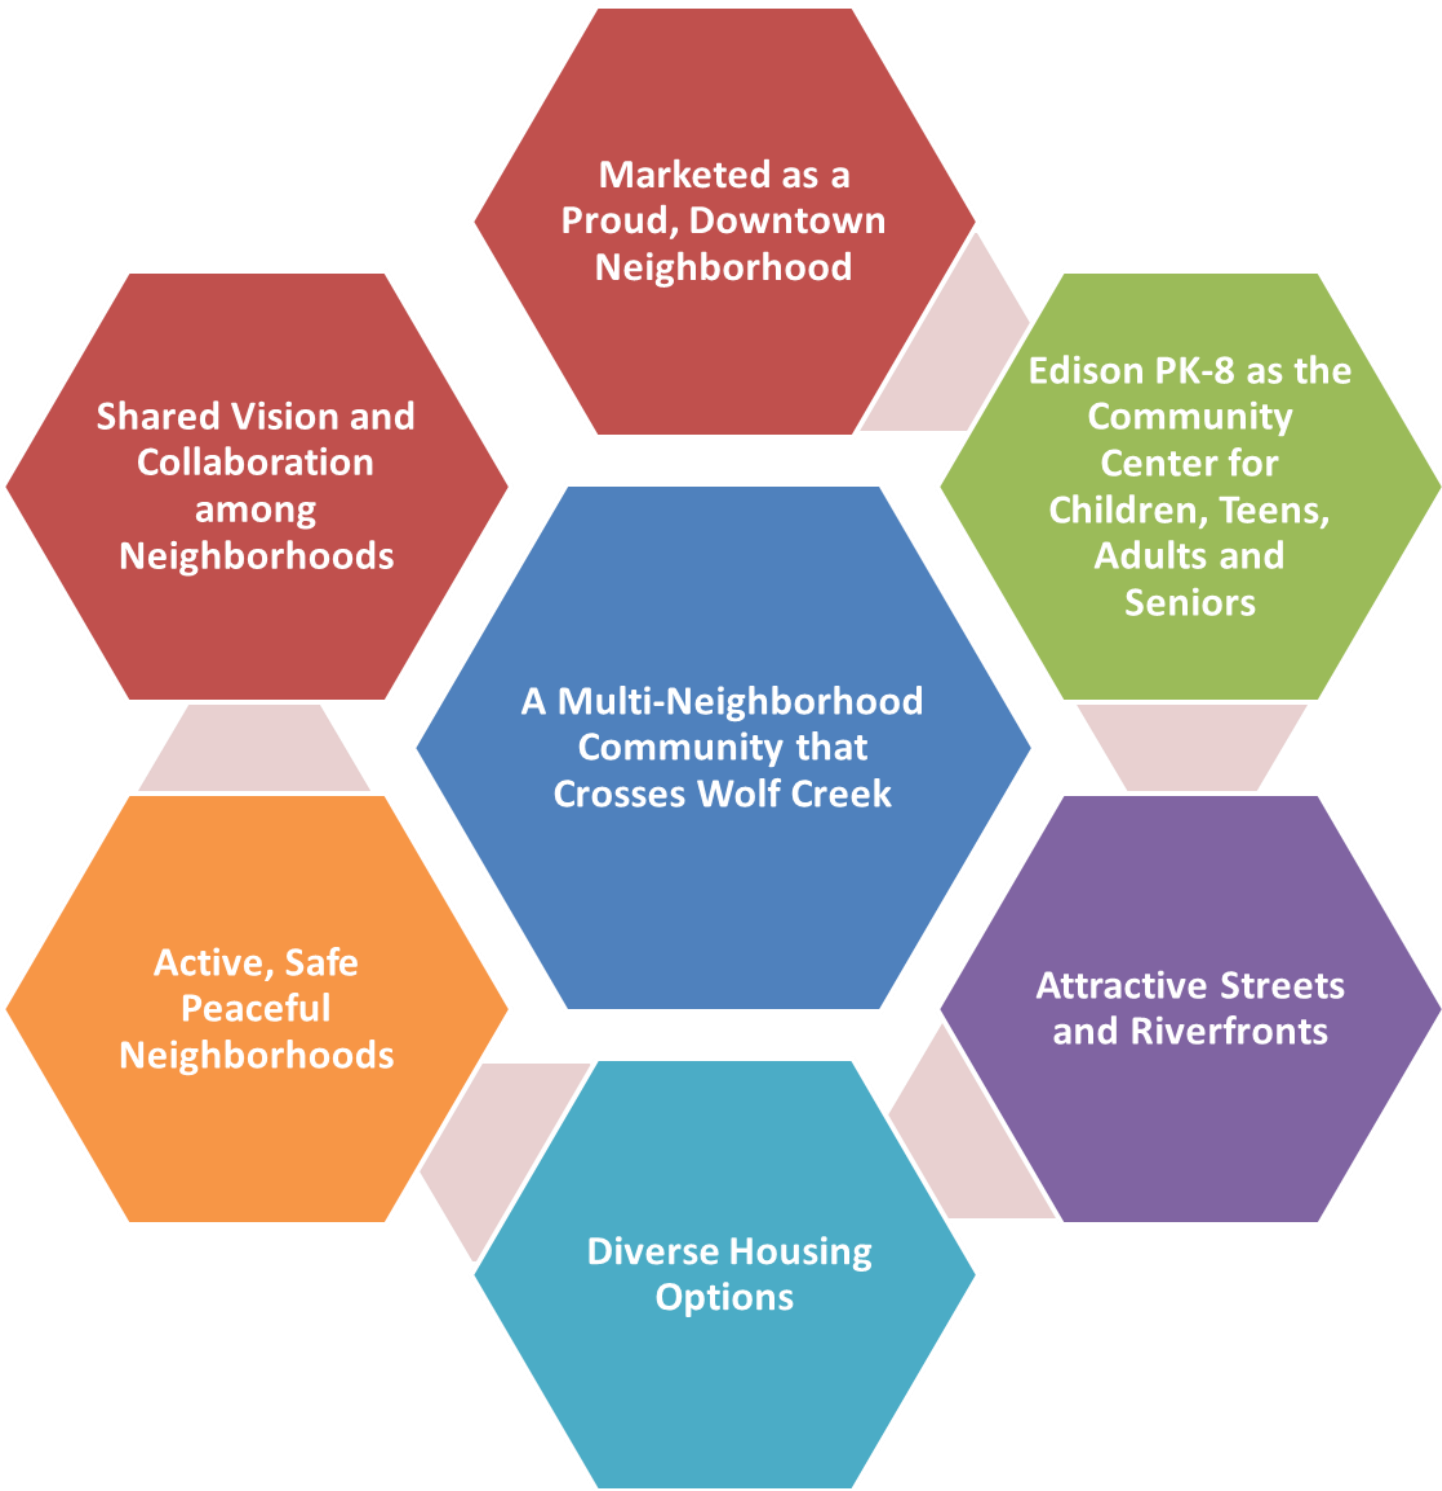 Marketed as a
Proud, Downtown
Neighborhood
Edison PK-8 as the
Community
Center for
Children, Teens,
Adults and
Seniors
Attractive Streets
and Riverfronts
Diverse Housing
Options
Active, Safe
Peaceful
Neighborhoods
Shared Vision and
Collaboration
among
Neighborhoods
A Multi-Neighborhood
Community that
Crosses Wolf Creek